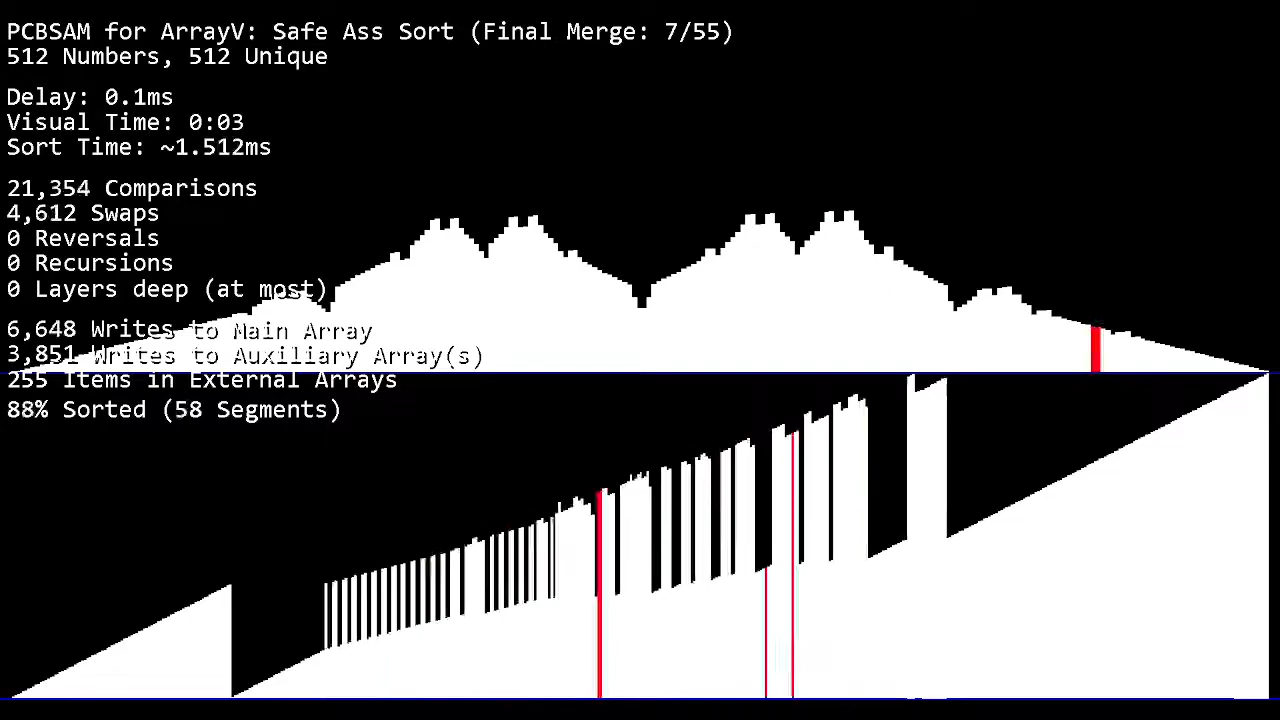 PCBSAM for ArrayV: Safe Ass Sort (Final Merge: 7/55)
512 Numbers, 512 Unique
Delay: 0.1ms
Visual Time: 0:03
Sort Time: ~1.512ms
21,354 Comparisons
4,612 Swaps
0 Reversals
0 Recursions
0 Layers deep (at most)
6,648 Writes to Main Array
3,851 Writes to Auxiliary Array(s)
255 Items in External Arrays
88% Sorted (58 Segments)